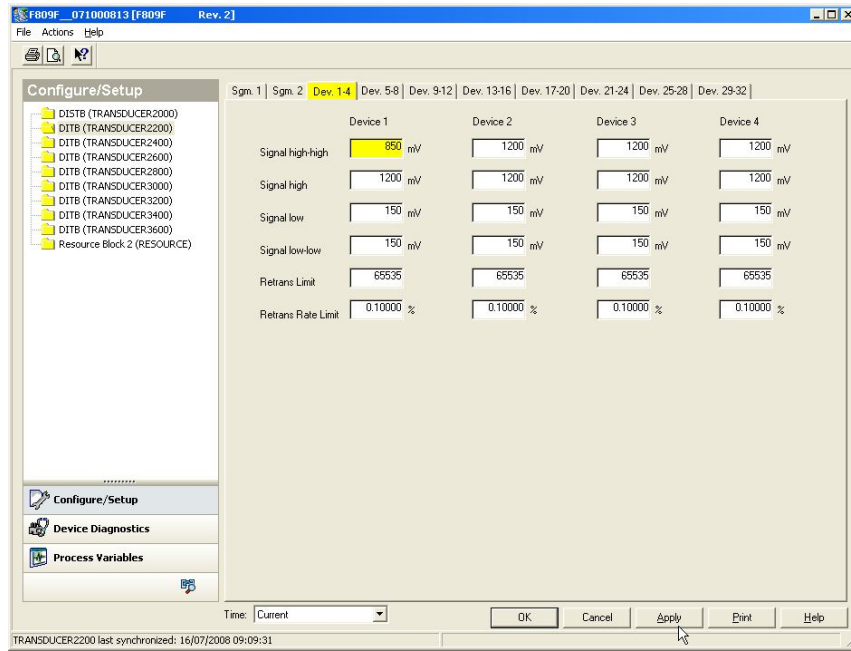 F809F__071000813 [F809F Rev. 2]
File Actions Help
Configure/Setup
DISTB (TRANSDUCER2000)
DITB (TRANSDUCER2200)
DITB (TRANSDUCER2400)
DITB (TRANSDUCER2600)
DITB (TRANSDUCER2800)
DITB (TRANSDUCER3000)
DITB (TRANSDUCER3200)
DITB (TRANSDUCER3400)
DITB (TRANSDUCER3600)
Resource Block 2 (RESOURCE)
Configure/Setup
Device Diagnostics
Process Variables
Sgm. 1 Sgm. 2 Dev. 1-4 Dev. 5-8 Dev. 9-12 Dev. 13-16 Dev. 17-20 Dev. 21-24 Dev. 25-28 Dev. 29-32
Device 1 Device 2 Device 3 Device 4
Signal high-high 850 mV 1200 mV 1200 mV 1200 mV
Signal high 1200 mV 1200 mV 1200 mV 1200 mV
Signal low 150 mV 150 mV 150 mV 150 mV
Signal low-low 150 mV 150 mV 150 mV 150 mV
Retrans Limit 65535 65535 65535 65535
Retrans Rate Limit 0.10000 % 0.10000 % 0.10000 % 0.10000 %
Time: Current OK Cancel Apply Print Help
TRANSDUCER2200 last synchronized: 16/07/2008 09:09:31